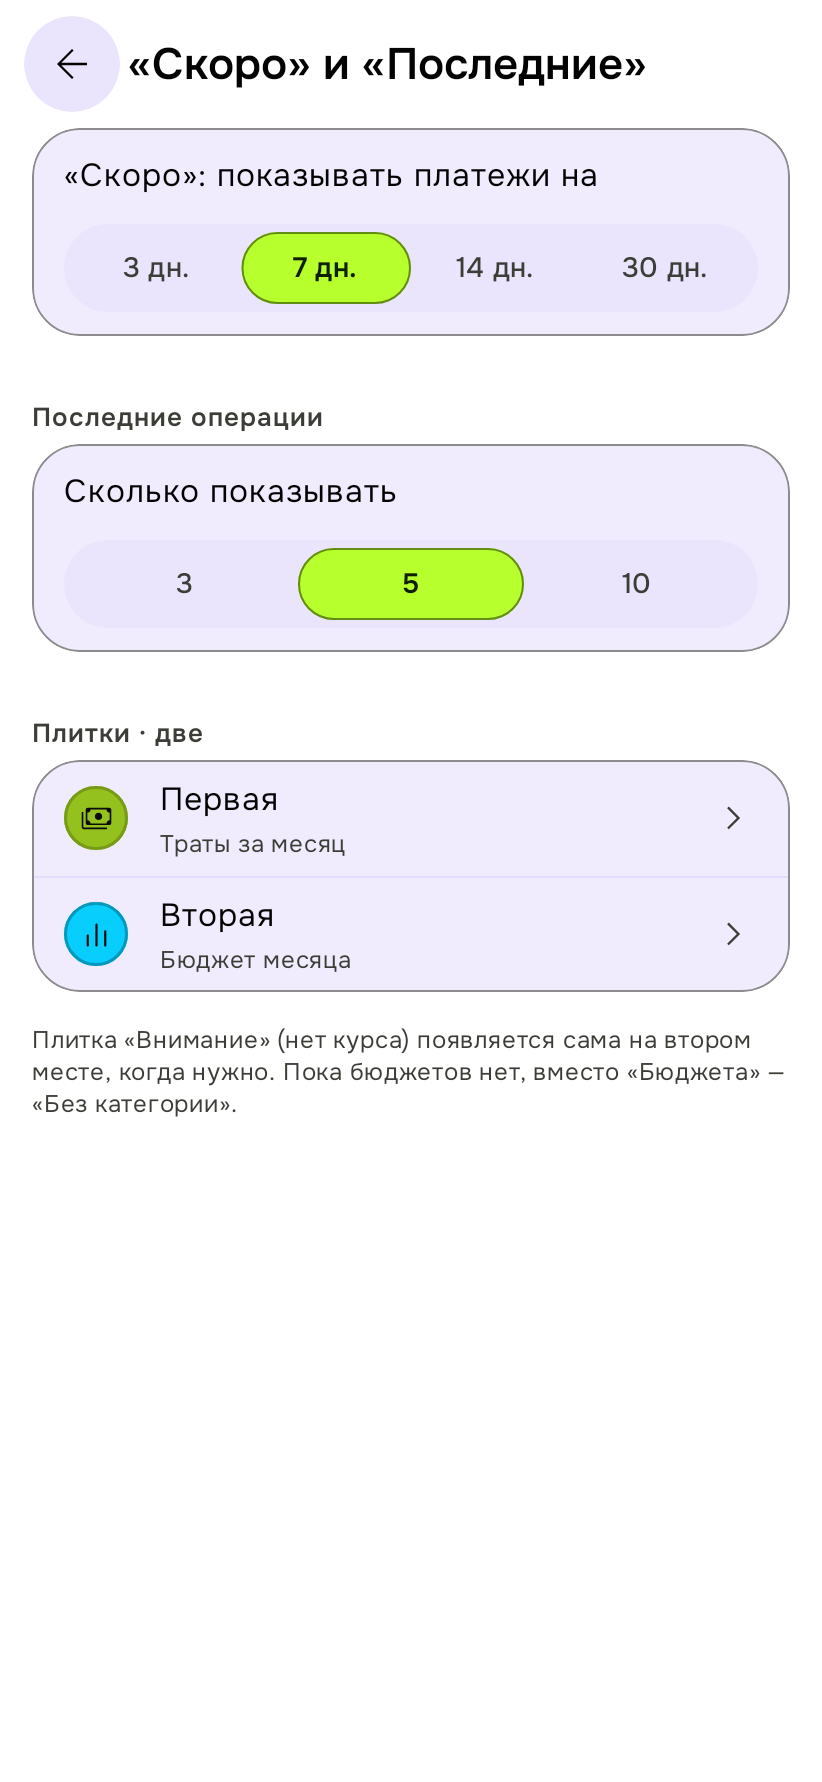 «Скоро» и «Последние»
«Скоро»: показывать платежи на
3 дн. 7 дн. 14 дн. 30 дн.
Последние операции
Сколько показывать
3 5 10
Плитки · две
Первая
Траты за месяц
Вторая
Бюджет месяца
Плитка «Внимание» (нет курса) появляется сама на втором
месте, когда нужно. Пока бюджетов нет, вместо «Бюджета» —
«Без категории».